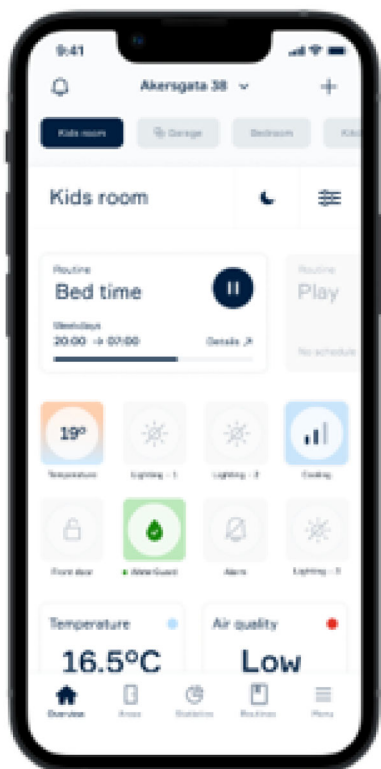 9:41
Akersgata 38
Kids room
Garage
Bedroom
Kids room
Routine
Bed time
Weekdays
20:00 → 07:00
Details ↗
Routine
Play
No schedule
19°
Temperature
Lighting - 1
Lighting - 2
Cooling
Front door
WaterGuard
Alarm
Lighting - 3
Temperature
16.5°C
Air quality
Low
Overview
Areas
Statistics
Routines
Menu